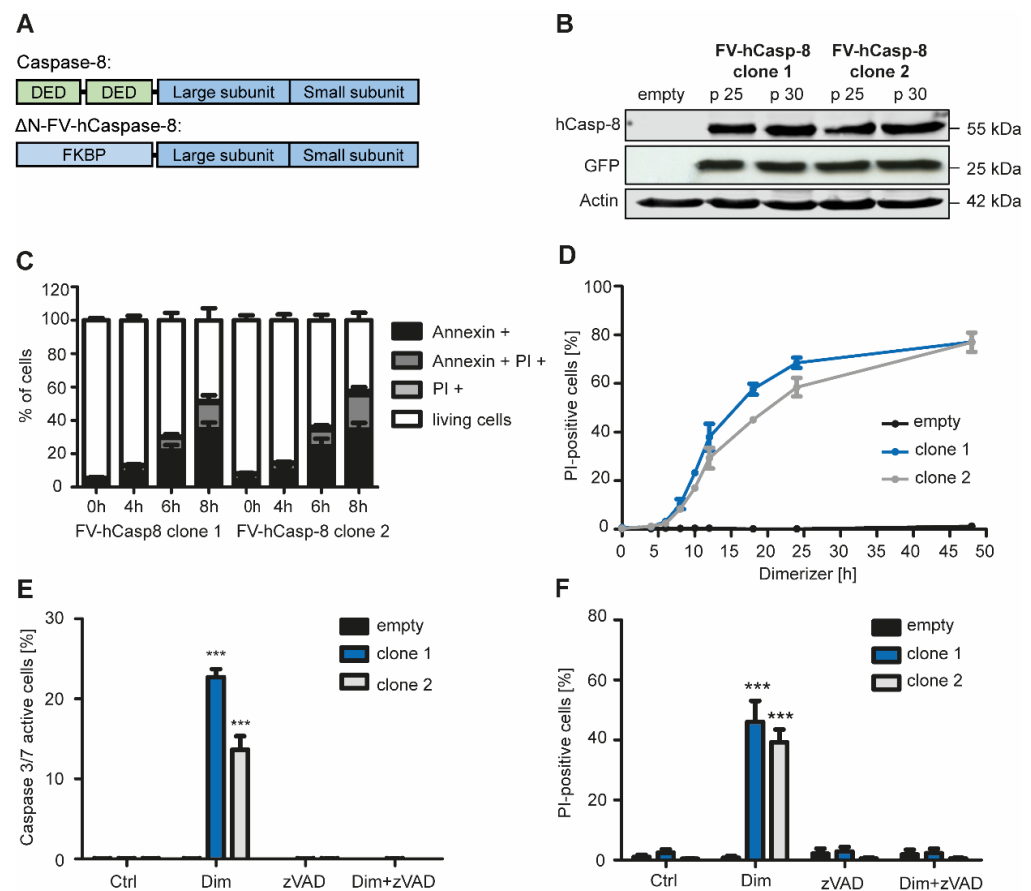 A
Caspase-8:
DED DED Large subunit Small subunit
ΔN-FV-hCaspase-8:
FKBP Large subunit Small subunit
B
FV-hCasp-8 FV-hCasp-8
clone 1 clone 2
empty p 25 p 30 p 25 p 30
hCasp-8 55 kDa
GFP 25 kDa
Actin 42 kDa
C
% of cells
120
100
80
60
40
20
0
0h 4h 6h 8h 0h 4h 6h 8h
FV-hCasp8 clone 1 FV-hCasp-8 clone 2
Annexin +
Annexin + PI +
PI +
living cells
D
PI-positive cells [%]
100
80
60
40
20
0
0 5 10 15 20 25 30 35 40 45 50
Dimerizer [h]
empty
clone 1
clone 2
E
Caspase 3/7 active cells [%]
30
20
10
0
***
***
Ctrl Dim zVAD Dim+zVAD
empty
clone 1
clone 2
F
PI-positive cells [%]
80
60
40
20
0
***
***
Ctrl Dim zVAD Dim+zVAD
empty
clone 1
clone 2